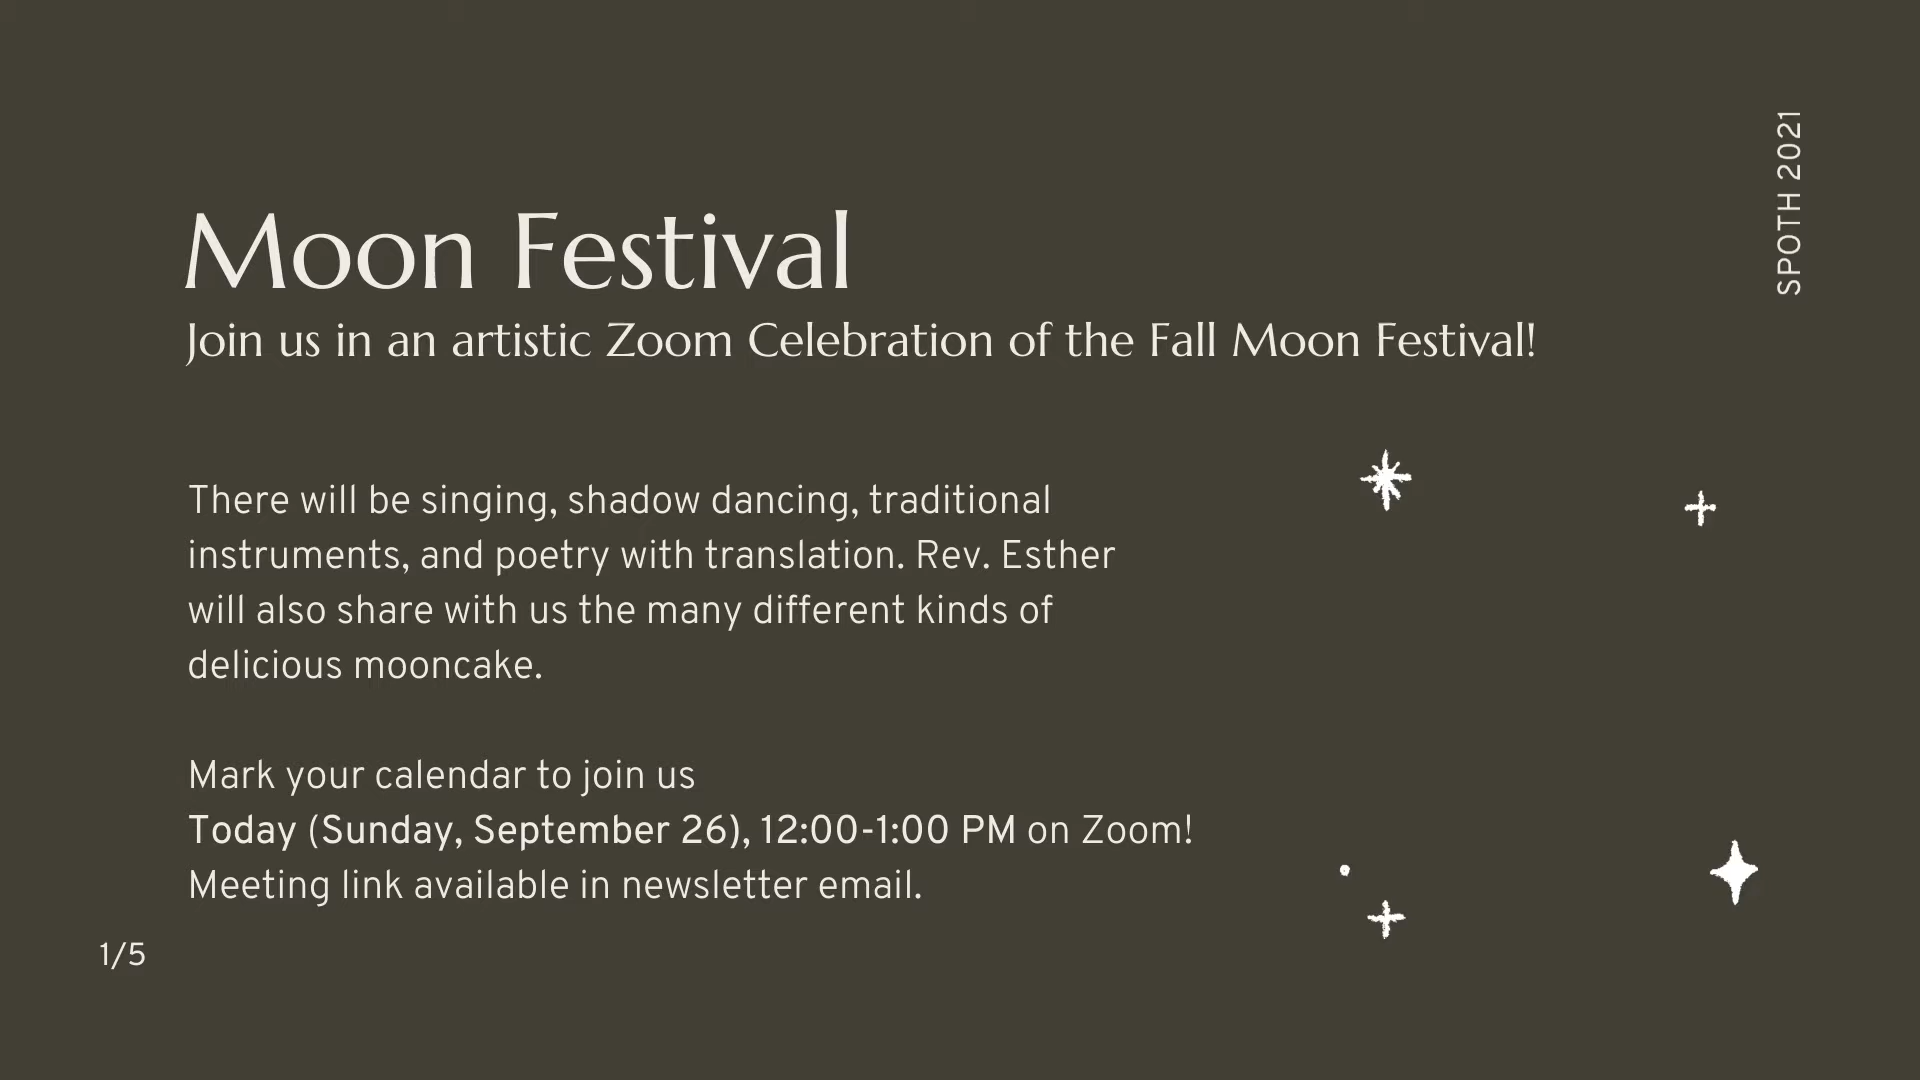 SPOTH 2021
Moon Festival
Join us in an artistic Zoom Celebration of the Fall Moon Festival!
There will be singing, shadow dancing, traditional
instruments, and poetry with translation. Rev. Esther
will also share with us the many different kinds of
delicious mooncake.
Mark your calendar to join us
Today (Sunday, September 26), 12:00-1:00 PM on Zoom!
Meeting link available in newsletter email.
1/5